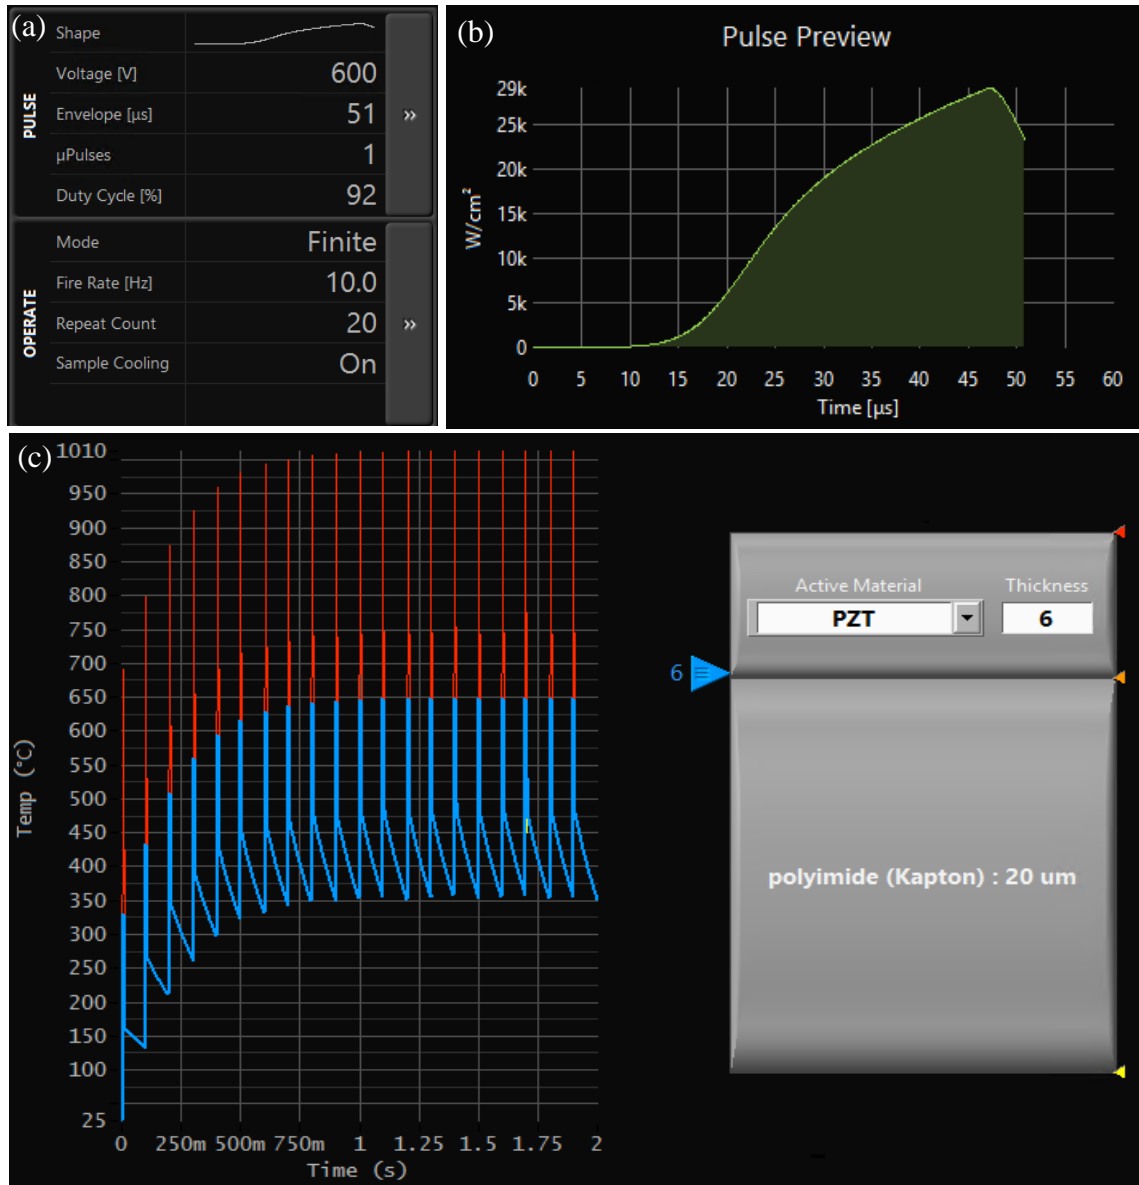 (a)
PULSE
Shape
Voltage [V] 600
Envelope [µs] 51 »
µPulses 1
Duty Cycle [%] 92
OPERATE
Mode Finite
Fire Rate [Hz] 10.0
Repeat Count 20 »
Sample Cooling On
(b)
Pulse Preview
W/cm²
29k
25k
20k
15k
10k
5k
0
0 5 10 15 20 25 30 35 40 45 50 55 60
Time [µs]
(c)
Temp (°C)
1010
950
900
850
800
750
700
650
600
550
500
450
400
350
300
250
200
150
100
25
0 250m 500m 750m 1 1.25 1.5 1.75 2
Time (s)
Active Material Thickness
PZT 6
6
polyimide (Kapton) : 20 um